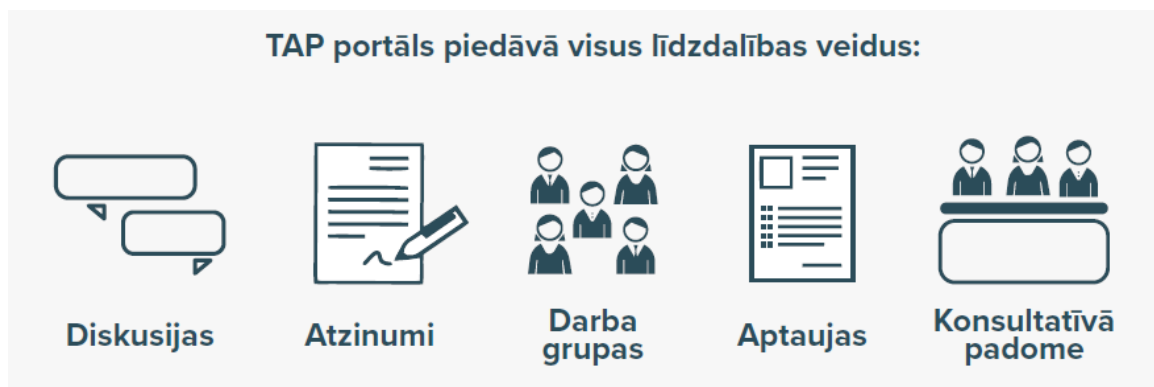 TAP portāls piedāvā visus līdzdalības veidus:
Diskusijas
Atzinumi
Darba
grupas
Aptaujas
Konsultatīvā
padome